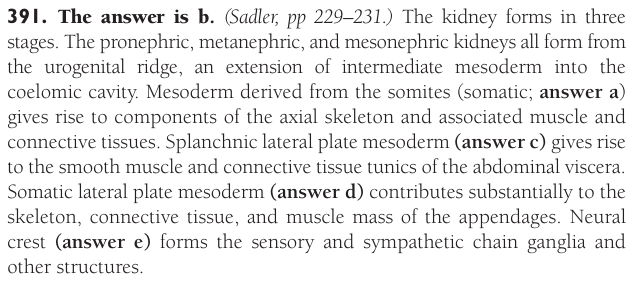 391. The answer is b. (Sadler, pp 229–231.) The kidney forms in three
stages. The pronephric, metanephric, and mesonephric kidneys all form from
the urogenital ridge, an extension of intermediate mesoderm into the
coelomic cavity. Mesoderm derived from the somites (somatic; answer a)
gives rise to components of the axial skeleton and associated muscle and
connective tissues. Splanchnic lateral plate mesoderm (answer c) gives rise
to the smooth muscle and connective tissue tunics of the abdominal viscera.
Somatic lateral plate mesoderm (answer d) contributes substantially to the
skeleton, connective tissue, and muscle mass of the appendages. Neural
crest (answer e) forms the sensory and sympathetic chain ganglia and
other structures.